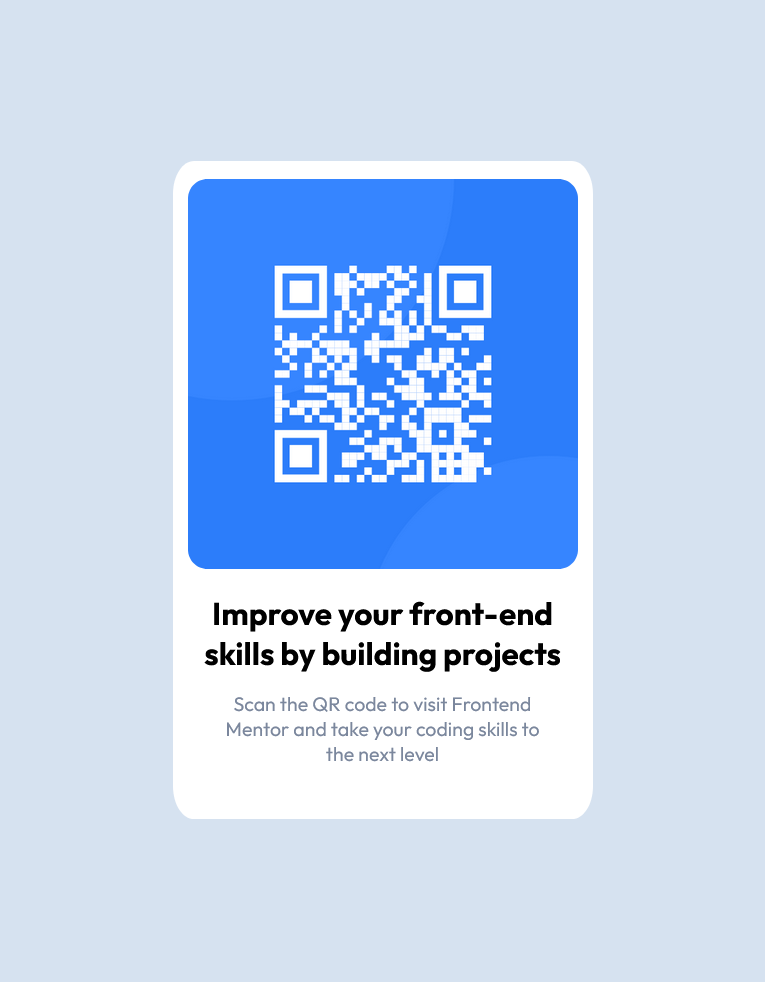 Improve your front-end
skills by building projects
Scan the QR code to visit Frontend
Mentor and take your coding skills to
the next level